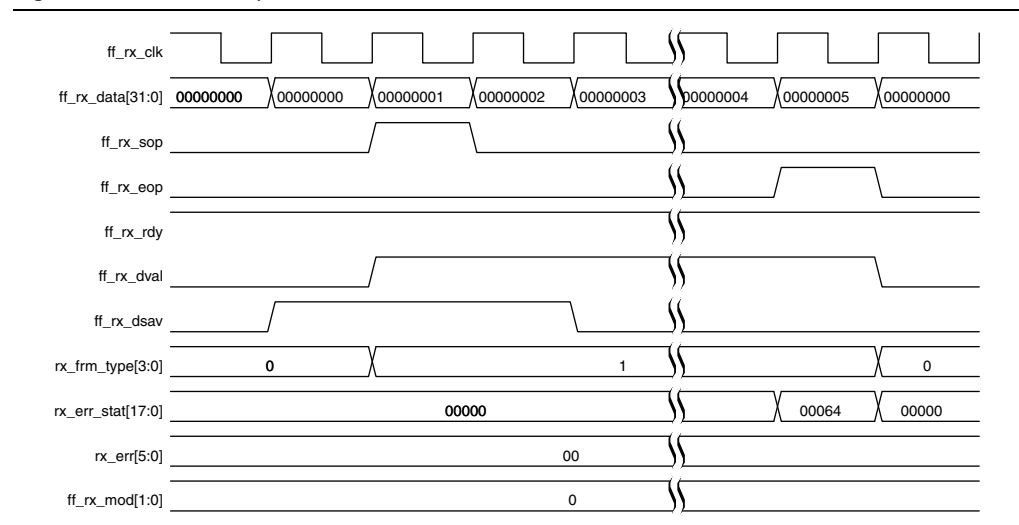 ff_rx_clk
ff_rx_data[31:0] 00000000 00000000 00000001 00000002 00000003 00000004 00000005 00000000
ff_rx_sop
ff_rx_eop
ff_rx_rdy
ff_rx_dval
ff_rx_dsav
rx_frm_type[3:0] 0 1 0
rx_err_stat[17:0] 00000 00064 00000
rx_err[5:0] 00
ff_rx_mod[1:0] 0